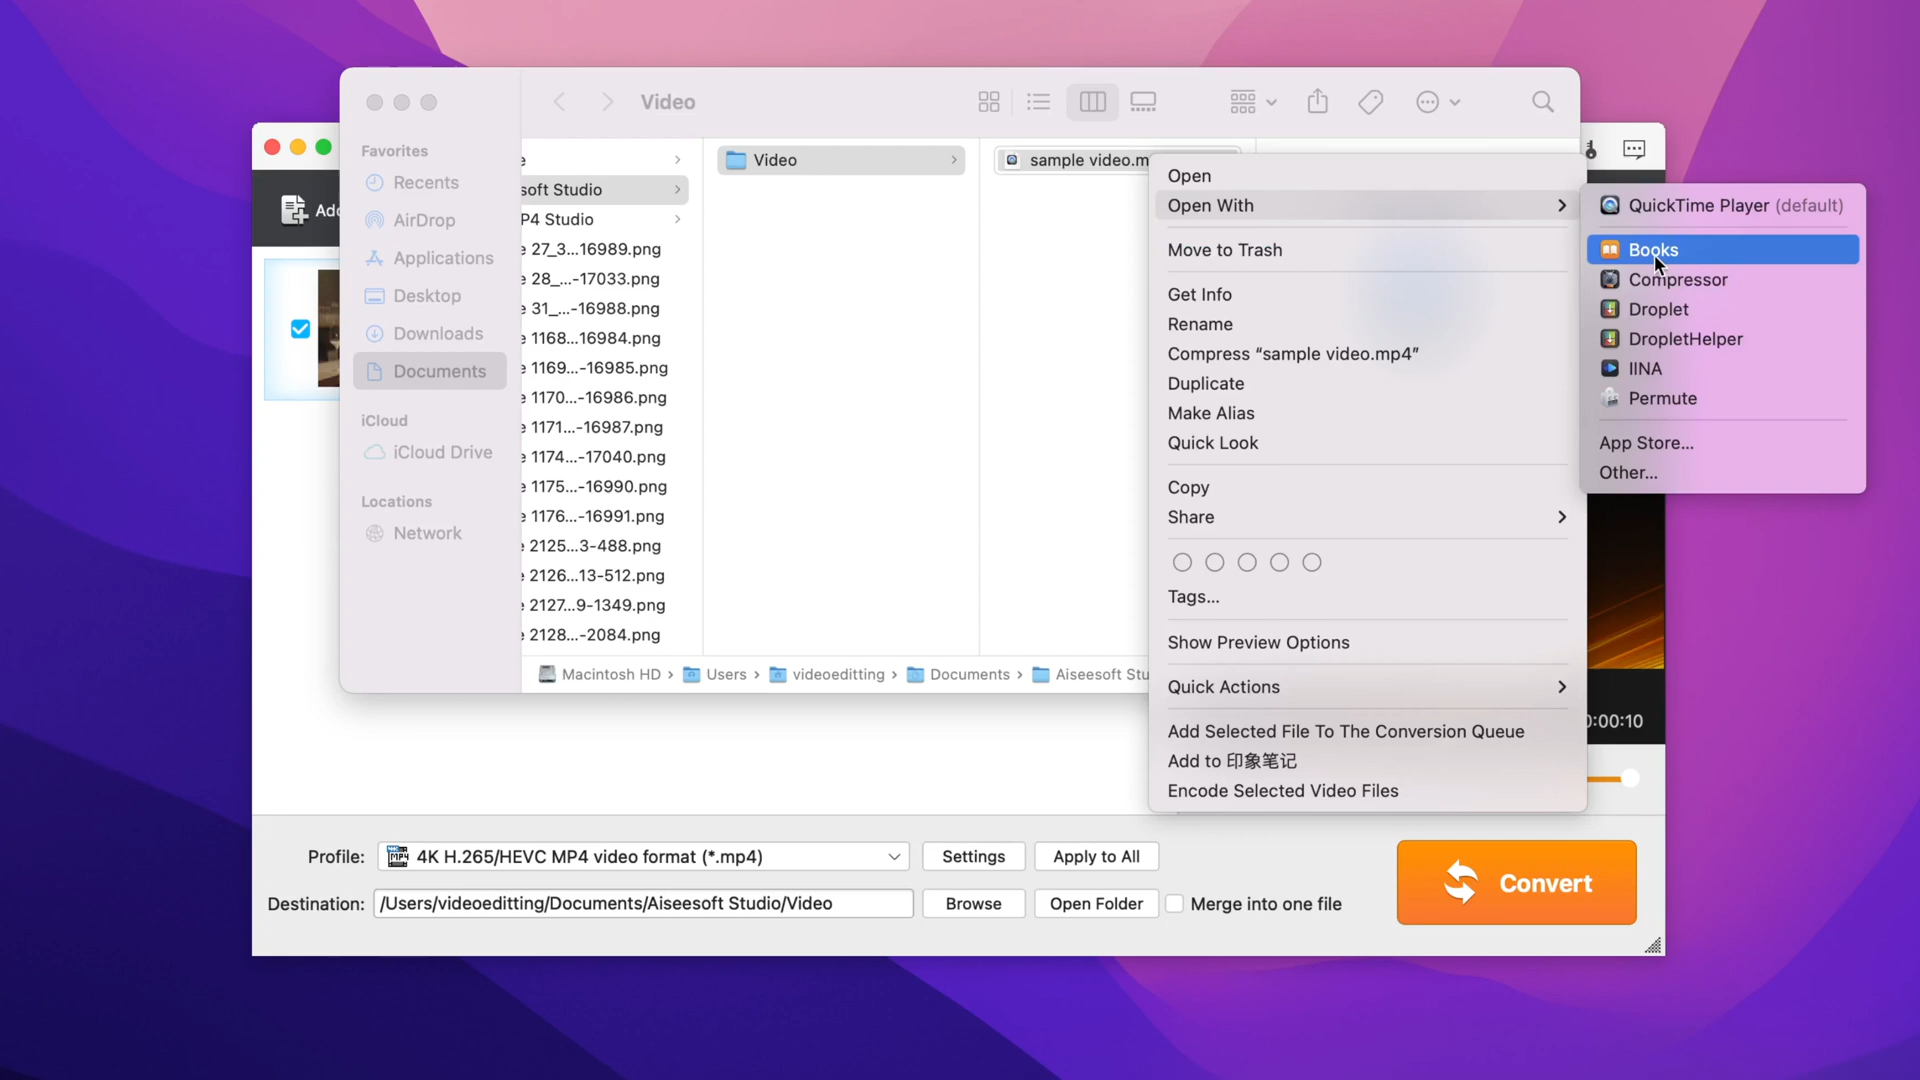 Video
Favorites
Recents
AirDrop
Applications
Desktop
Downloads
Documents
iCloud
iCloud Drive
Locations
Network
Add
e
soft Studio
P4 Studio
e 27_3...16989.png
e 28_...-17033.png
e 31_...-16988.png
e 1168...16984.png
e 1169...-16985.png
e 1170...-16986.png
e 1171...-16987.png
e 1174...-17040.png
e 1175...-16990.png
e 1176...-16991.png
e 2125...3-488.png
e 2126...13-512.png
e 2127...9-1349.png
e 2128...-2084.png
Video
sample video.m
Macintosh HD › Users › videoeditting › Documents › Aiseesoft Stu
Open
Open With
Move to Trash
Get Info
Rename
Compress “sample video.mp4”
Duplicate
Make Alias
Quick Look
Copy
Share
Tags...
Show Preview Options
Quick Actions
Add Selected File To The Conversion Queue
Add to 印象笔记
Encode Selected Video Files
QuickTime Player (default)
Books
Compressor
Droplet
DropletHelper
IINA
Permute
App Store...
Other...
0:00:10
Profile: MP4 4K H.265/HEVC MP4 video format (*.mp4) Settings Apply to All
Destination: /Users/videoeditting/Documents/Aiseesoft Studio/Video Browse Open Folder Merge into one file
Convert